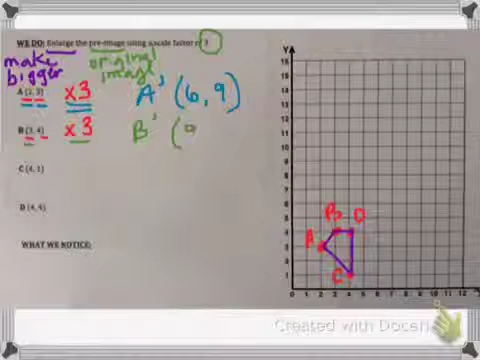 WE DO: Enlarge the pre-image using a scale factor of 3
make bigger
original image
A (2, 3) x3 A' (6, 9)
B (3, 4) x3 B' (9
C (4, 1)
D (4, 4)
WHAT WE NOTICE:
Y
16
15
14
13
12
11
10
9
8
7
6
5
4
3
2
1
B D
A
C
0 1 2 3 4 5 6 7 8 9 10 11 12
Created with Doceri